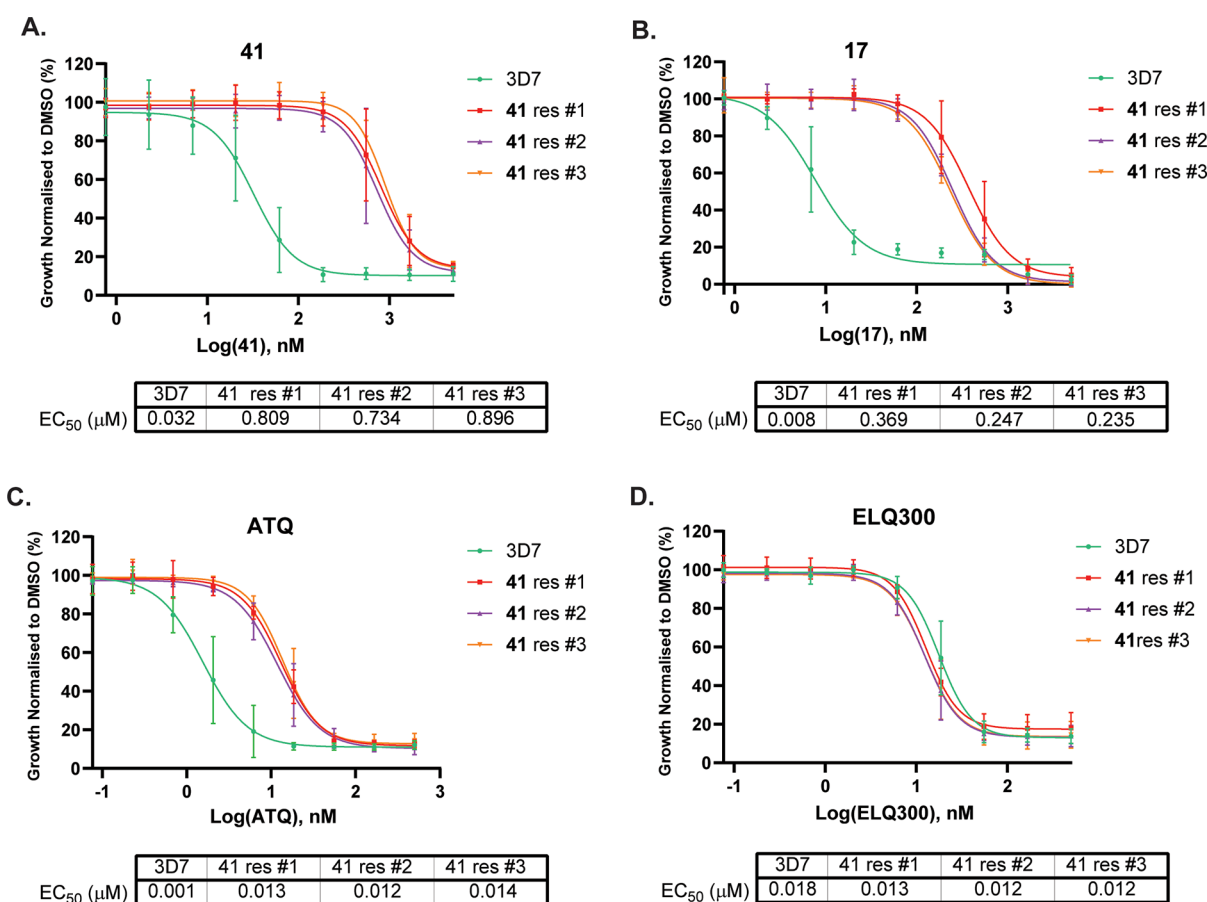 A.
41
Growth Normalised to DMSO (%)
120
100
80
60
40
20
0
0 1 2 3
Log(41), nM
3D7
41 res #1
41 res #2
41 res #3
3D7 41 res #1 41 res #2 41 res #3
EC50 (μM) 0.032 0.809 0.734 0.896
B.
17
Growth Normalised to DMSO (%)
120
100
80
60
40
20
0
0 1 2 3
Log(17), nM
3D7
41 res #1
41 res #2
41 res #3
3D7 41 res #1 41 res #2 41 res #3
EC50 (μM) 0.008 0.369 0.247 0.235
C.
ATQ
Growth Normalised to DMSO (%)
120
100
80
60
40
20
0
-1 0 1 2 3
Log(ATQ), nM
3D7
41 res #1
41 res #2
41 res #3
3D7 41 res #1 41 res #2 41 res #3
EC50 (μM) 0.001 0.013 0.012 0.014
D.
ELQ300
Growth Normalised to DMSO (%)
120
100
80
60
40
20
0
-1 0 1 2
Log(ELQ300), nM
3D7
41 res #1
41 res #2
41res #3
3D7 41 res #1 41 res #2 41 res #3
EC50 (μM) 0.018 0.013 0.012 0.012